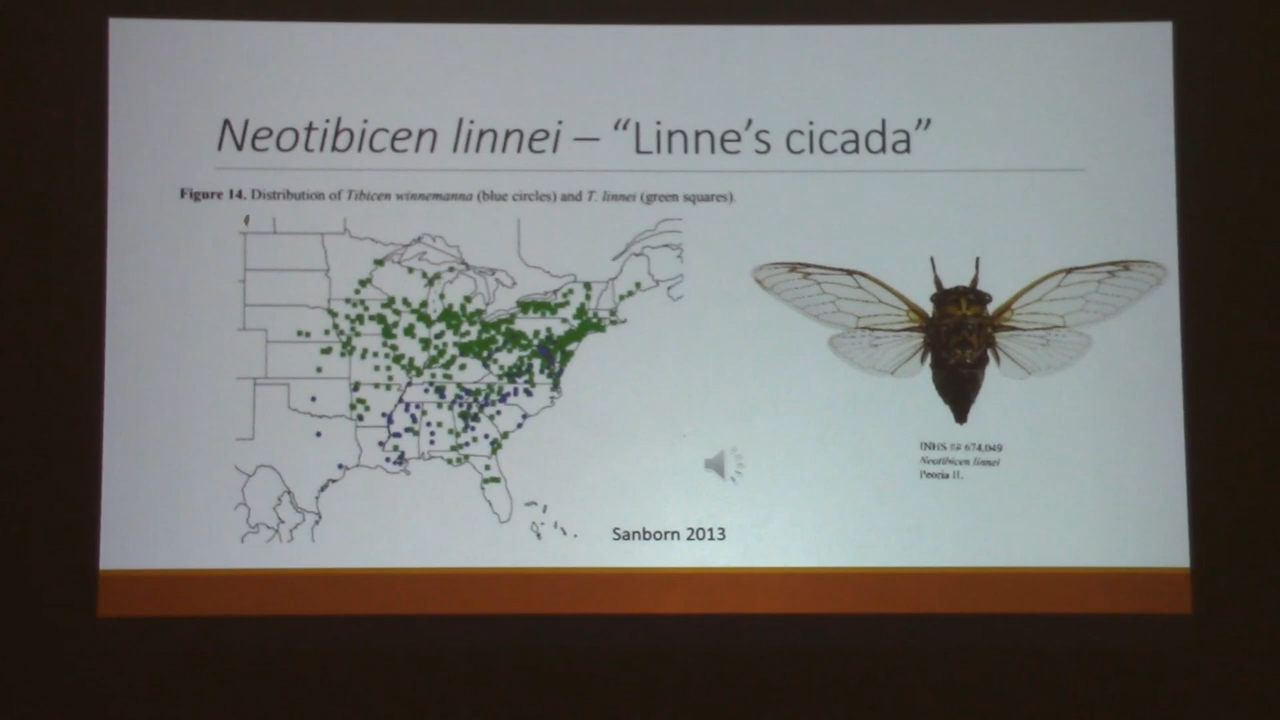 Neotibicen linnei – “Linne’s cicada”
Figure 14. Distribution of Tibicen winnemanna (blue circles) and T. linnei (green squares).
INHS 674,049
Neotibicen linnei
Peoria Il.
Sanborn 2013